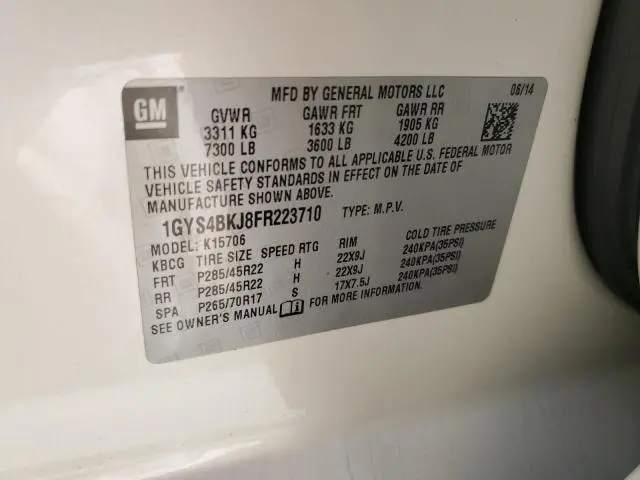 GM
MFD BY GENERAL MOTORS LLC 06/14
GVWR GAWR FRT GAWR RR
3311 KG 1633 KG 1905 KG
7300 LB 3600 LB 4200 LB
THIS VEHICLE CONFORMS TO ALL APPLICABLE U.S. FEDERAL MOTOR
VEHICLE SAFETY STANDARDS IN EFFECT ON THE DATE OF
MANUFACTURE SHOWN ABOVE.
1GYS4BKJ8FR223710 TYPE: M.P.V.
MODEL: K15706
KBCG TIRE SIZE SPEED RTG RIM COLD TIRE PRESSURE
FRT P285/45R22 H 22X9J 240KPA(35PSI)
RR P285/45R22 H 22X9J 240KPA(35PSI)
SPA P265/70R17 S 17X7.5J 240KPA(35PSI)
SEE OWNER'S MANUAL FOR MORE INFORMATION.